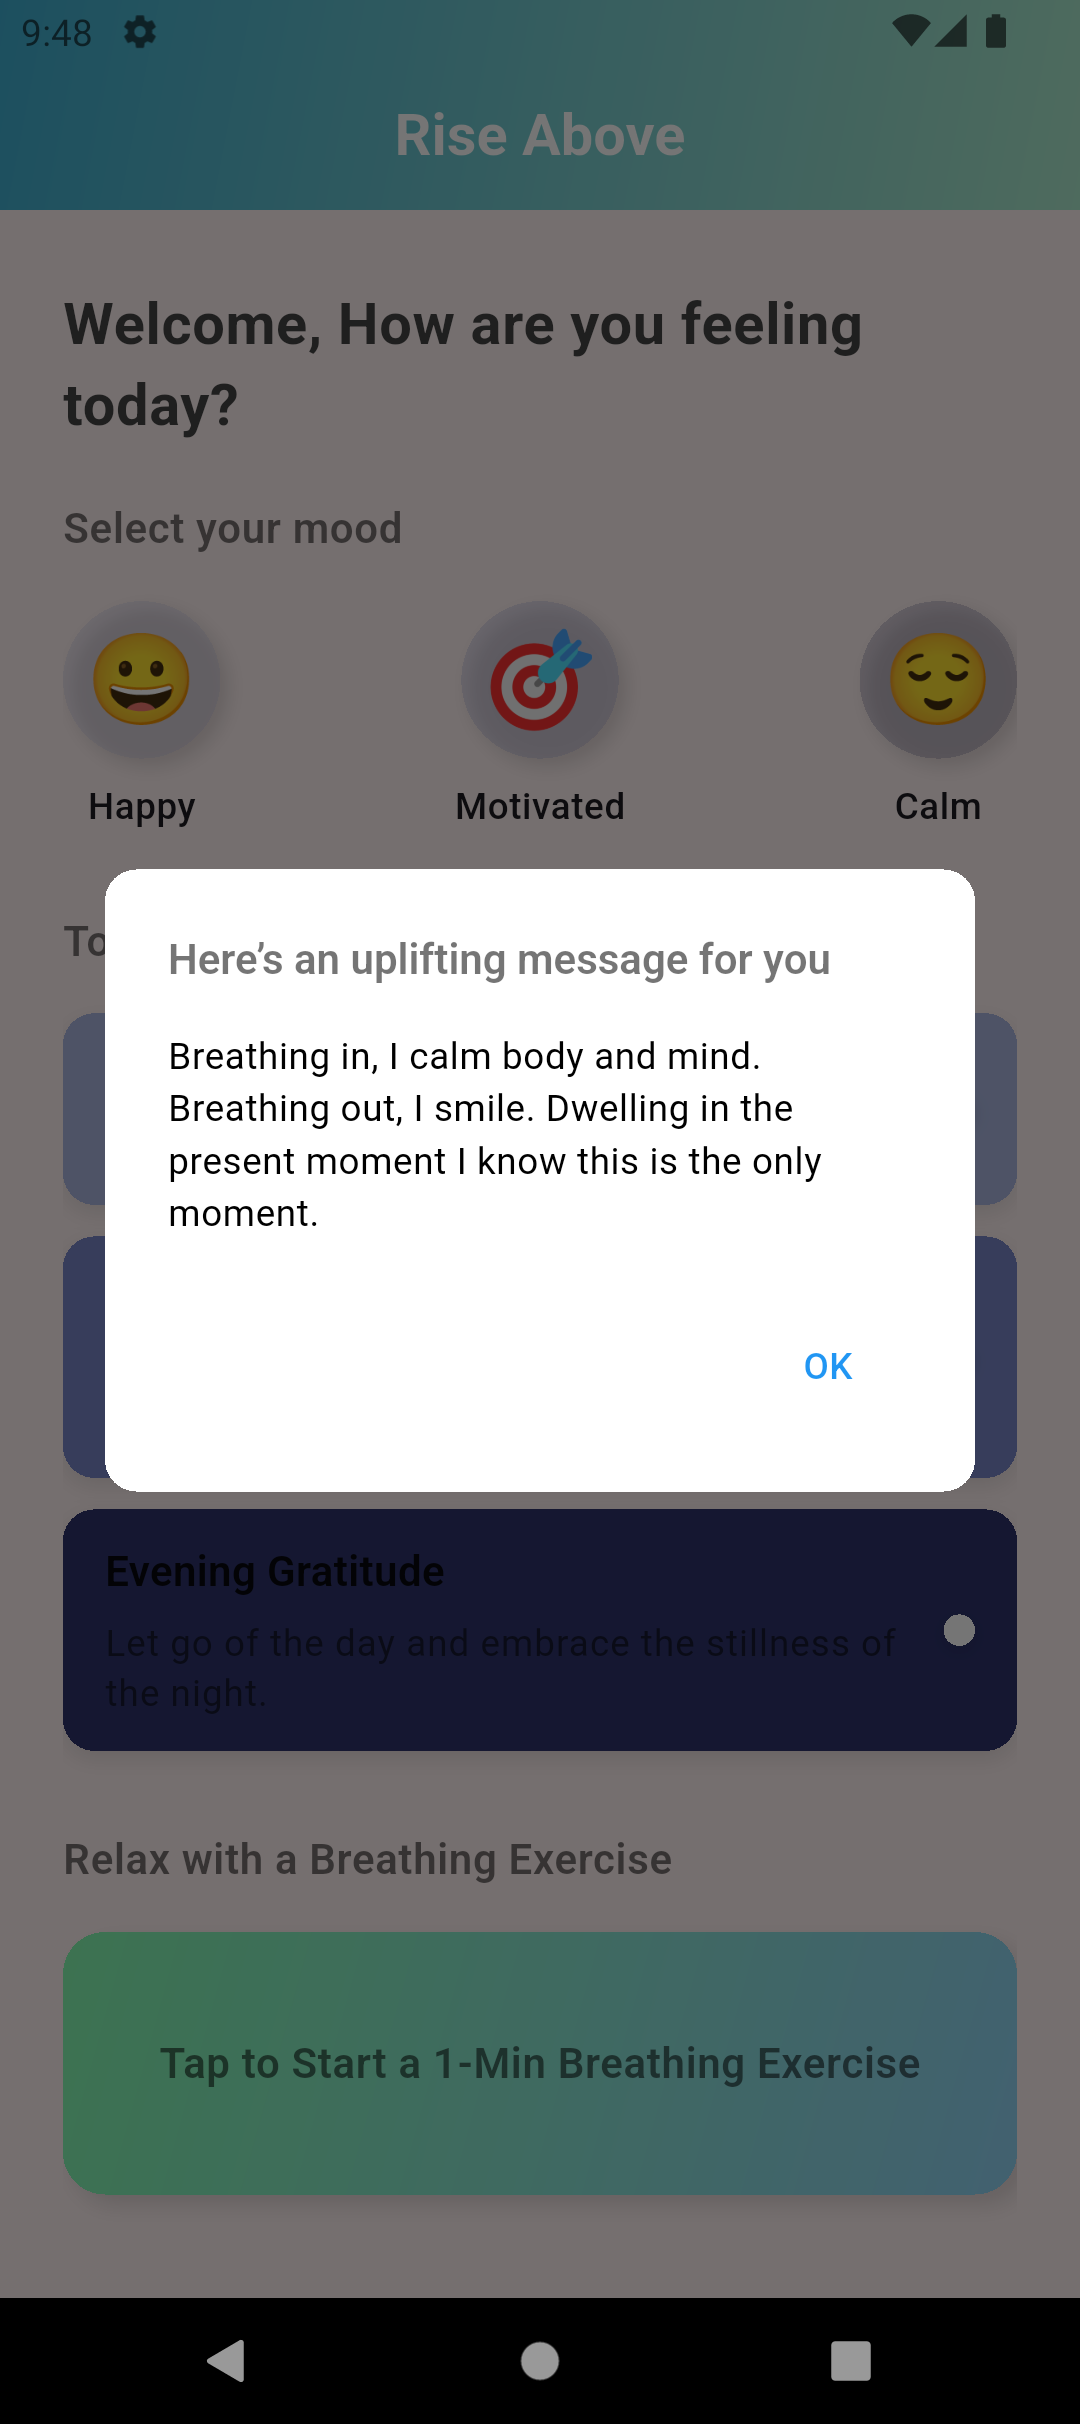 9:48
Rise Above
Welcome, How are you feeling
today?
Select your mood
Happy
Motivated
Calm
To
Here’s an uplifting message for you
Breathing in, I calm body and mind.
Breathing out, I smile. Dwelling in the
present moment I know this is the only
moment.
OK
Evening Gratitude
Let go of the day and embrace the stillness of
the night.
Relax with a Breathing Exercise
Tap to Start a 1-Min Breathing Exercise